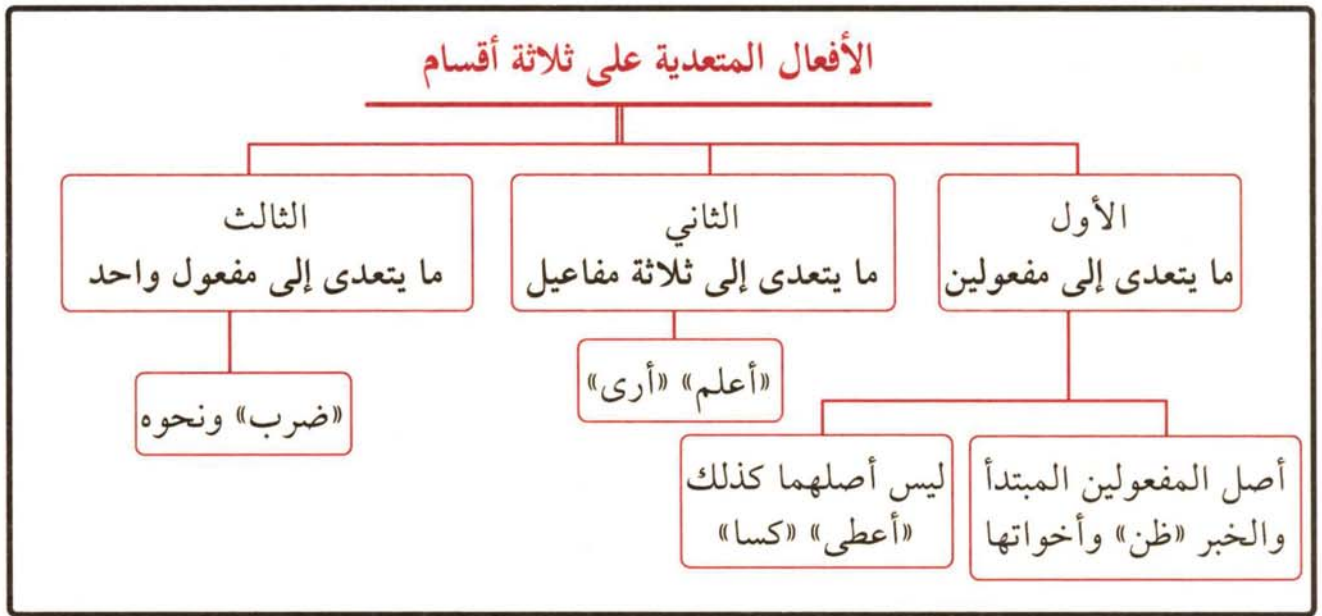 الأفعال المتعدية على ثلاثة أقسام
الأول
ما يتعدى إلى مفعولين
الثاني
ما يتعدى إلى ثلاثة مفاعيل
الثالث
ما يتعدى إلى مفعول واحد
أصل المفعولين المبتدأ
والخبر «ظن» وأخواتها
ليس أصلهما كذلك
«أعطى» «كسا»
«أعلم» «أرى»
«ضرب» ونحوه